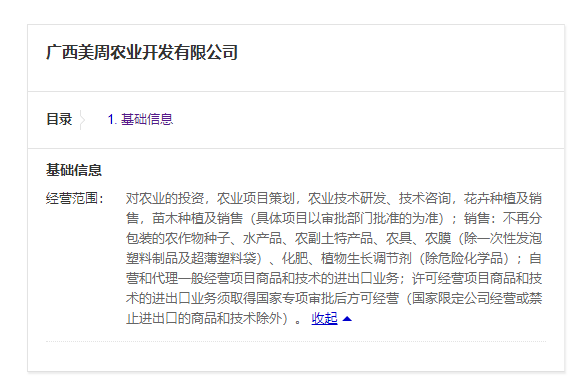 广西美周农业开发有限公司
目录 1. 基础信息
基础信息
经营范围： 对农业的投资，农业项目策划，农业技术研发、技术咨询，花卉种植及销
售，苗木种植及销售（具体项目以审批部门批准的为准）；销售：不再分
包装的农作物种子、水产品、农副土特产品、农具、农膜（除一次性发泡
塑料制品及超薄塑料袋）、化肥、植物生长调节剂（除危险化学品）；自
营和代理一般经营项目商品和技术的进出口业务；许可经营项目商品和技
术的进出口业务须取得国家专项审批后方可经营（国家限定公司经营或禁
止进出口的商品和技术除外）。 收起